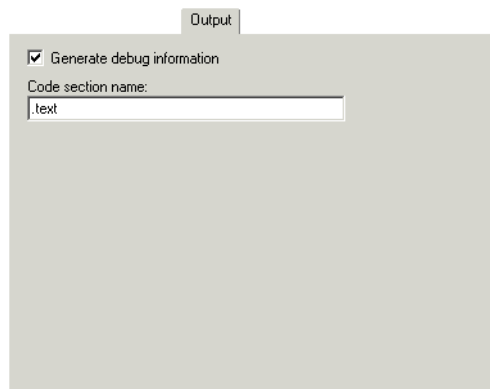 Output
Generate debug information
Code section name:
.text